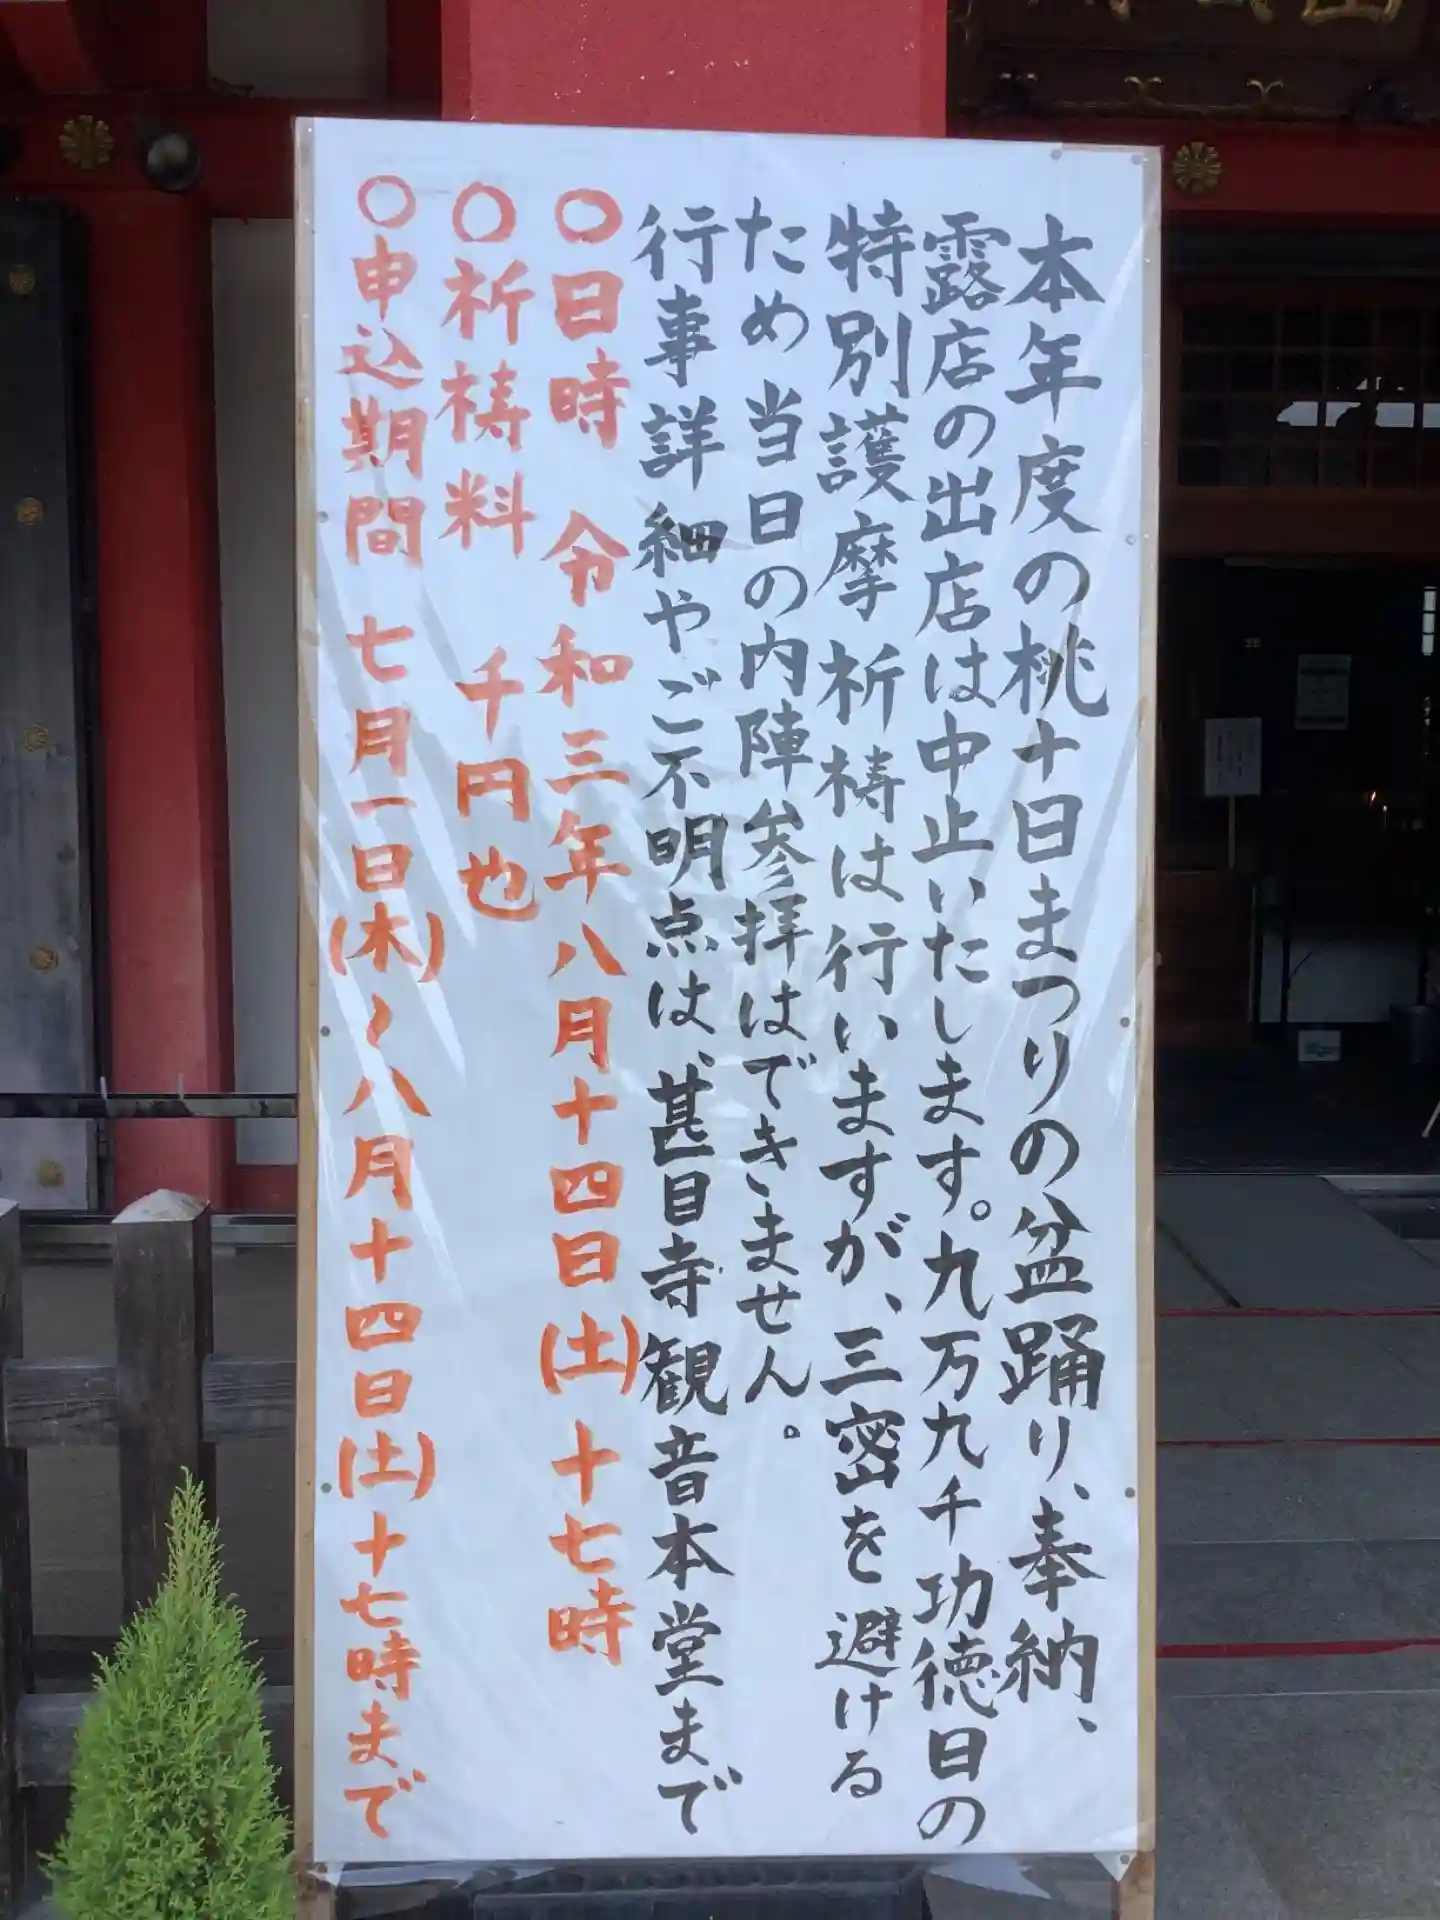 本年度の桃十日まつりの盆踊り、奉納、
露店の出店は中止いたします。九万九千功徳日の
特別護摩祈祷は行いますが、三密を避ける
ため当日の内陣参拝はできません。
行事詳細やご不明点は、甚目寺観音本堂まで
〇日時 令和三年八月十四日(土)十七時
〇祈祷料 千円也
〇申込期間 七月一日(木)〜八月十四日(土)十七時まで